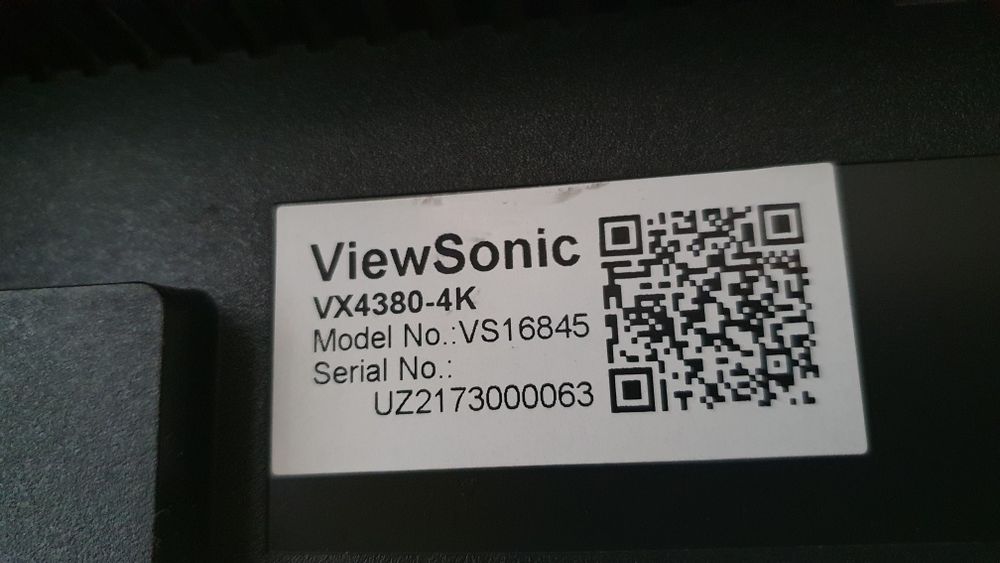 ViewSonic
VX4380-4K
Model No.:VS16845
Serial No.:
UZ2173000063